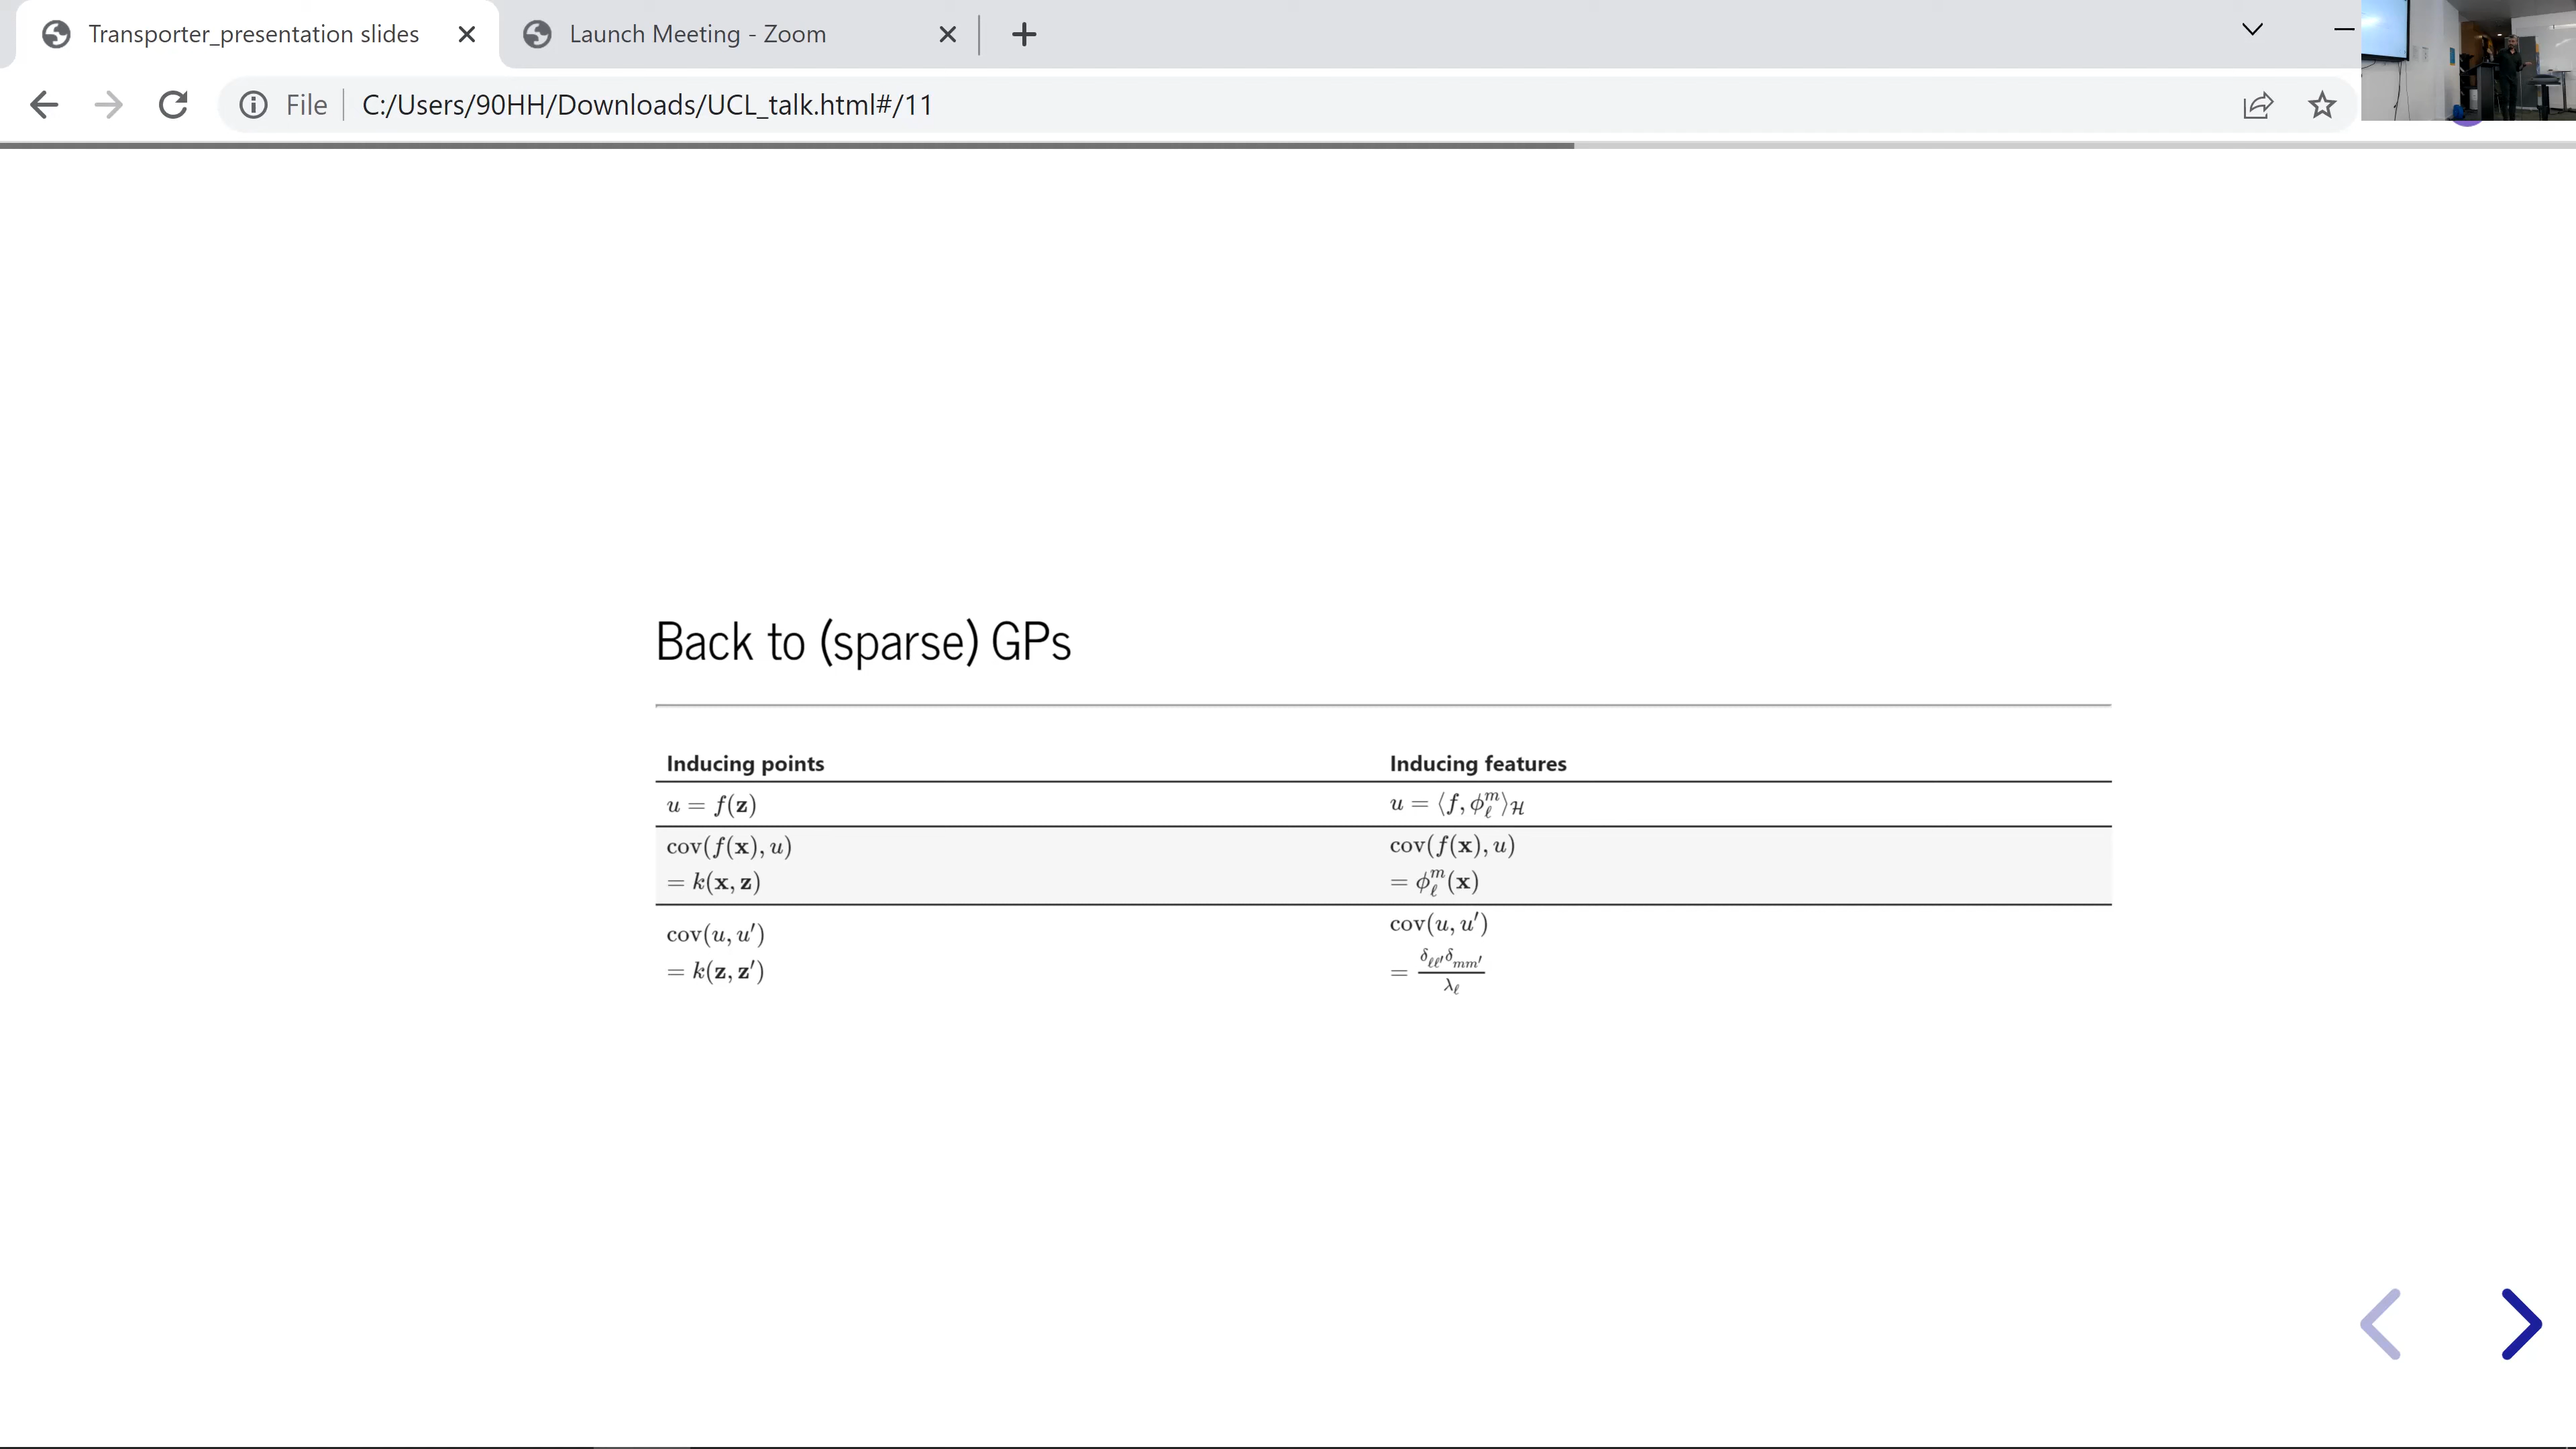 Transporter_presentation slides
Launch Meeting - Zoom
File
C:/Users/90HH/Downloads/UCL_talk.html#/11
Back to (sparse) GPs
Inducing points Inducing features
u = f(𝐳) u = ⟨f, ϕ_ℓ^m⟩_ℋ
cov(f(𝐱), u) cov(f(𝐱), u)
= k(𝐱, 𝐳) = ϕ_ℓ^m(𝐱)
cov(u, u′) cov(u, u′)
= k(𝐳, 𝐳′) = δ_ℓℓ′ δ_mm′ / λ_ℓ